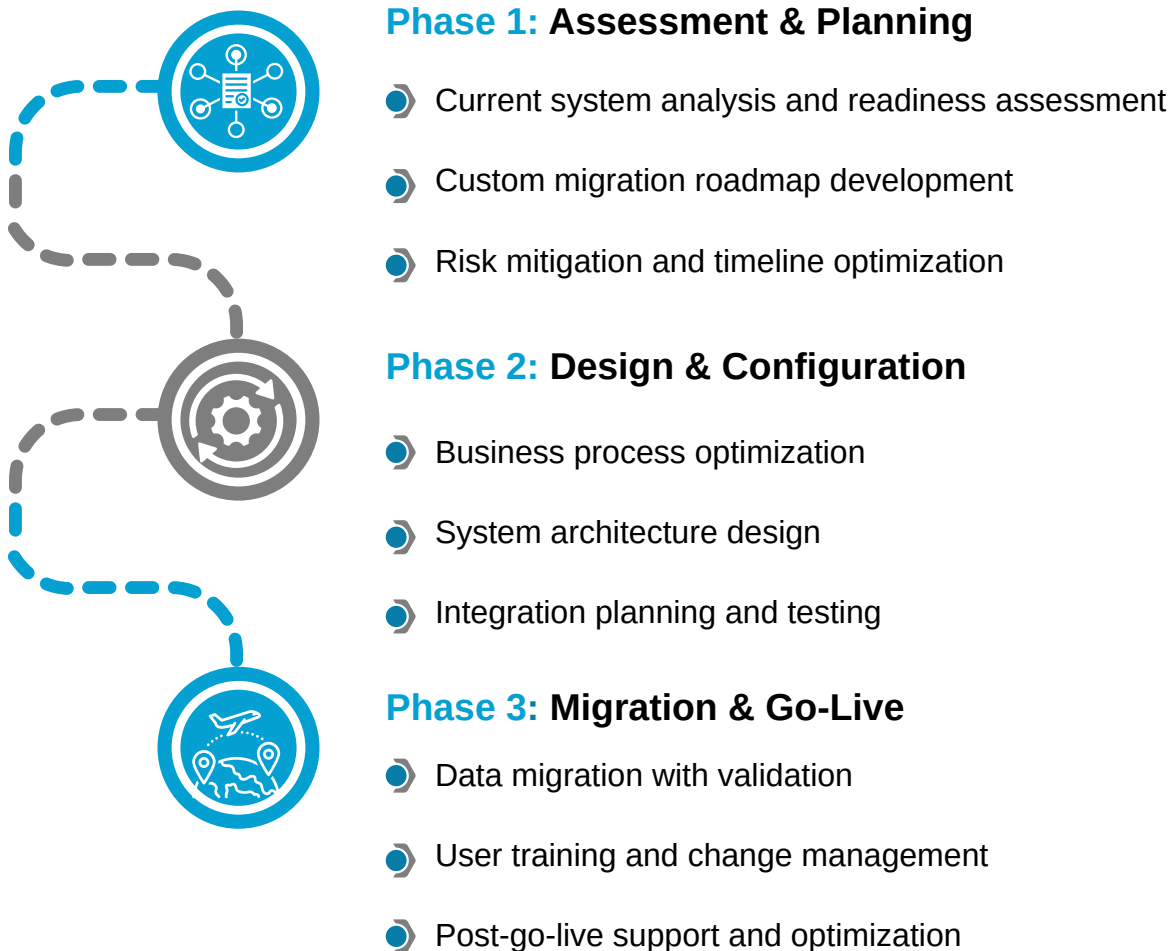 Phase 1: Assessment & Planning
Current system analysis and readiness assessment
Custom migration roadmap development
Risk mitigation and timeline optimization
Phase 2: Design & Configuration
Business process optimization
System architecture design
Integration planning and testing
Phase 3: Migration & Go-Live
Data migration with validation
User training and change management
Post-go-live support and optimization